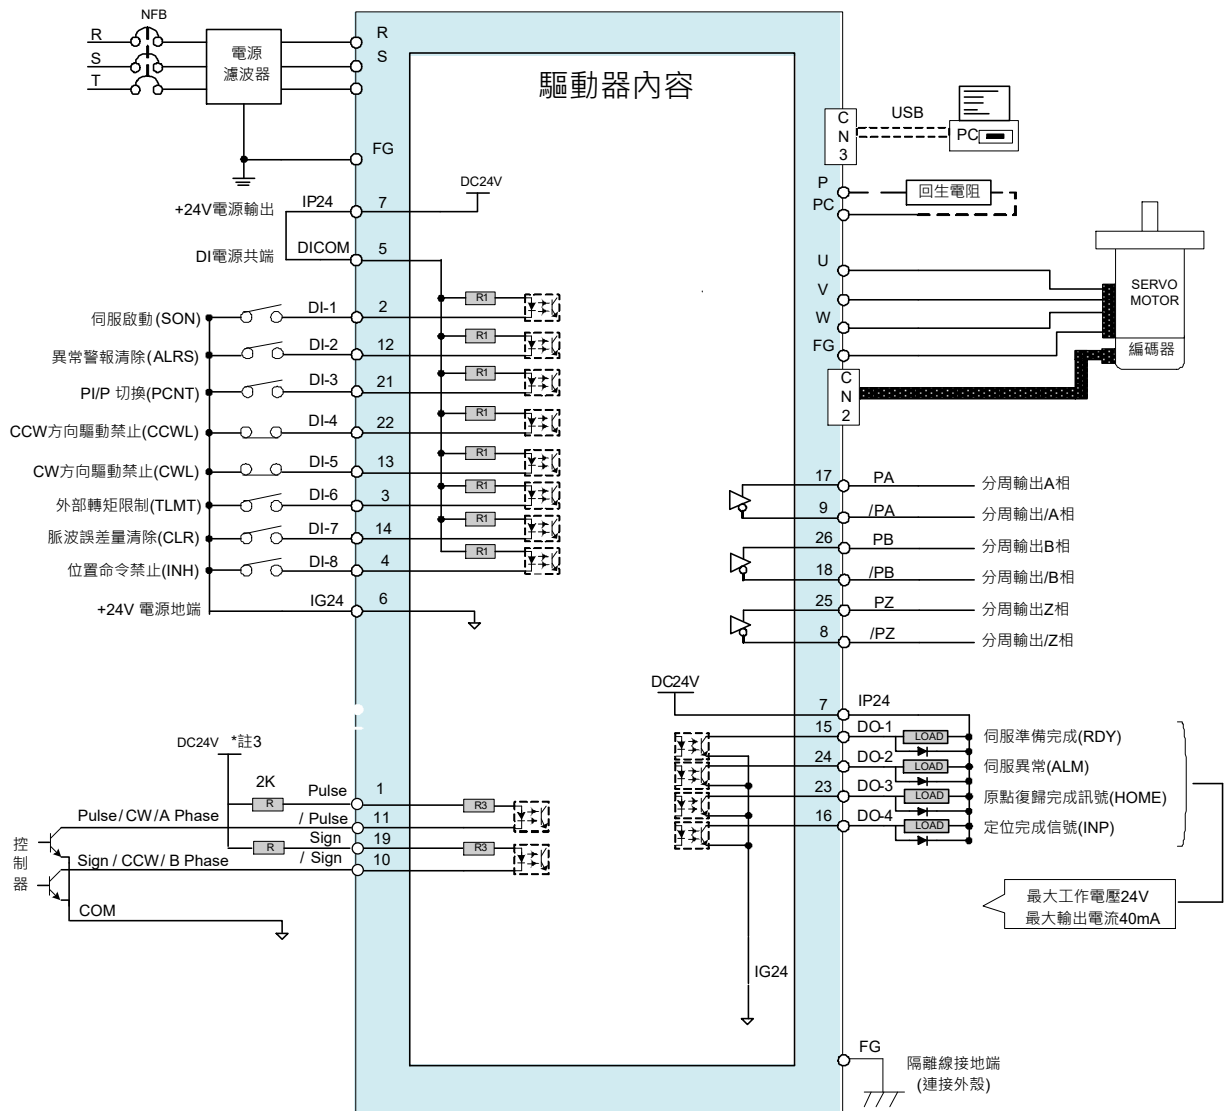 NFB
R
S
T
電源
濾波器
R
S
FG
驅動器內容
+24V電源輸出
IP24
7
DC24V
DI電源共端
DICOM
5
R1
伺服啟動(SON)
DI-1
2
R1
異常警報清除(ALRS)
DI-2
12
R1
PI/P 切換(PCNT)
DI-3
21
R1
CCW方向驅動禁止(CCWL)
DI-4
22
R1
CW方向驅動禁止(CWL)
DI-5
13
R1
外部轉矩限制(TLMT)
DI-6
3
R1
脈波誤差量清除(CLR)
DI-7
14
R1
位置命令禁止(INH)
DI-8
4
+24V 電源地端
IG24
6
DC24V
*註3
2K
R
Pulse
1
R3
Pulse/CW/A Phase
/ Pulse
11
R
Sign
19
R3
Sign / CCW/ B Phase
/ Sign
10
控
制
器
COM
C
N
3
USB
PC
P
PC
回生電阻
U
V
W
FG
SERVO
MOTOR
編碼器
C
N
2
17
PA
分周輸出A相
9
/PA
分周輸出/A相
26
PB
分周輸出B相
18
/PB
分周輸出/B相
25
PZ
分周輸出Z相
8
/PZ
分周輸出/Z相
DC24V
7
IP24
15
DO-1
LOAD
伺服準備完成(RDY)
24
DO-2
LOAD
伺服異常(ALM)
23
DO-3
LOAD
原點復歸完成訊號(HOME)
16
DO-4
LOAD
定位完成信號(INP)
最大工作電壓24V
最大輸出電流40mA
IG24
FG
隔離線接地端
(連接外殼)